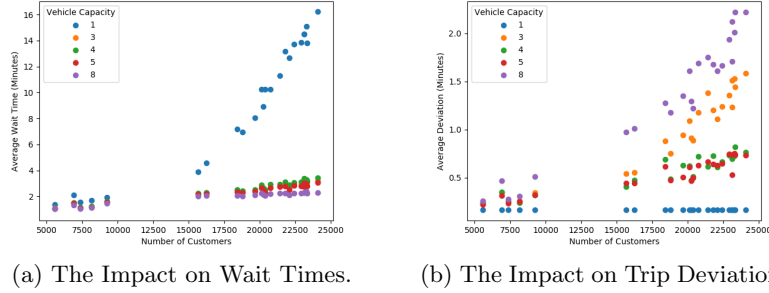 Vehicle Capacity
1
3
4
5
8
16
14
12
10
8
6
4
2
Average Wait Time (Minutes)
7500 10000 12500 15000 17500 20000 22500 25000
Number of Customers
(a) The Impact on Wait Times.
Vehicle Capacity
1
3
4
5
8
2.0
1.5
1.0
0.5
Average Deviation (Minutes)
5000 7500 10000 12500 15000 17500 20000 22500 25000
Number of Customers
(b) The Impact on Trip Deviation